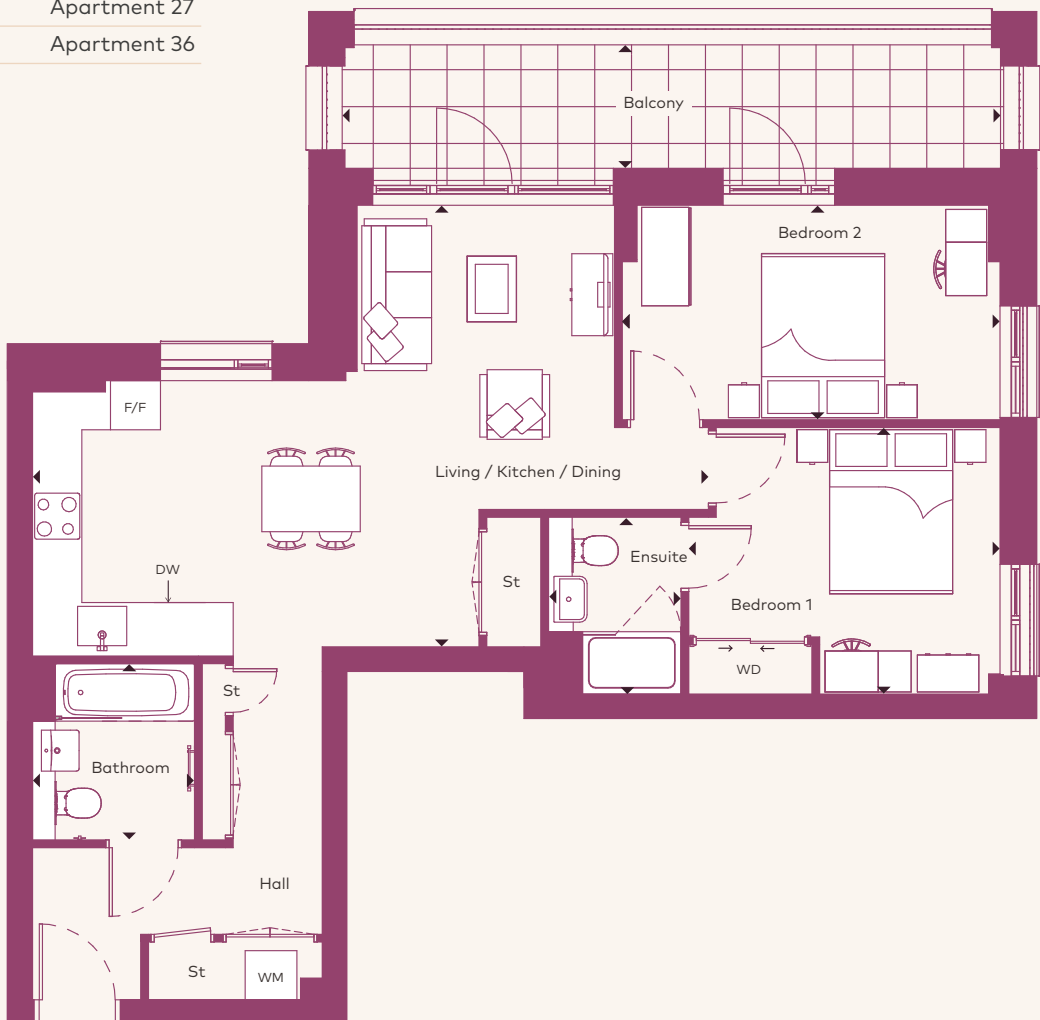 Apartment 27
Apartment 36
Balcony
Bedroom 2
F/F
Living / Kitchen / Dining
DW
St
Ensuite
Bedroom 1
WD
St
Bathroom
Hall
St
WM